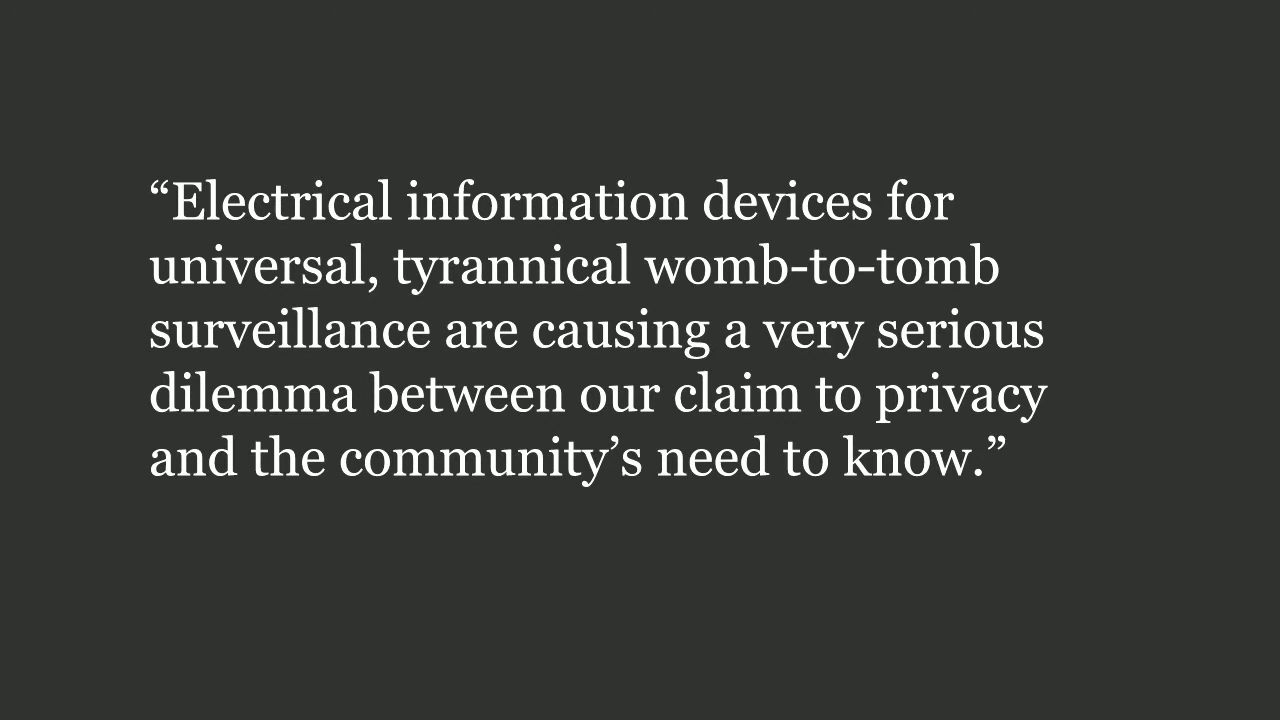 “Electrical information devices for
universal, tyrannical womb-to-tomb
surveillance are causing a very serious
dilemma between our claim to privacy
and the community’s need to know.”